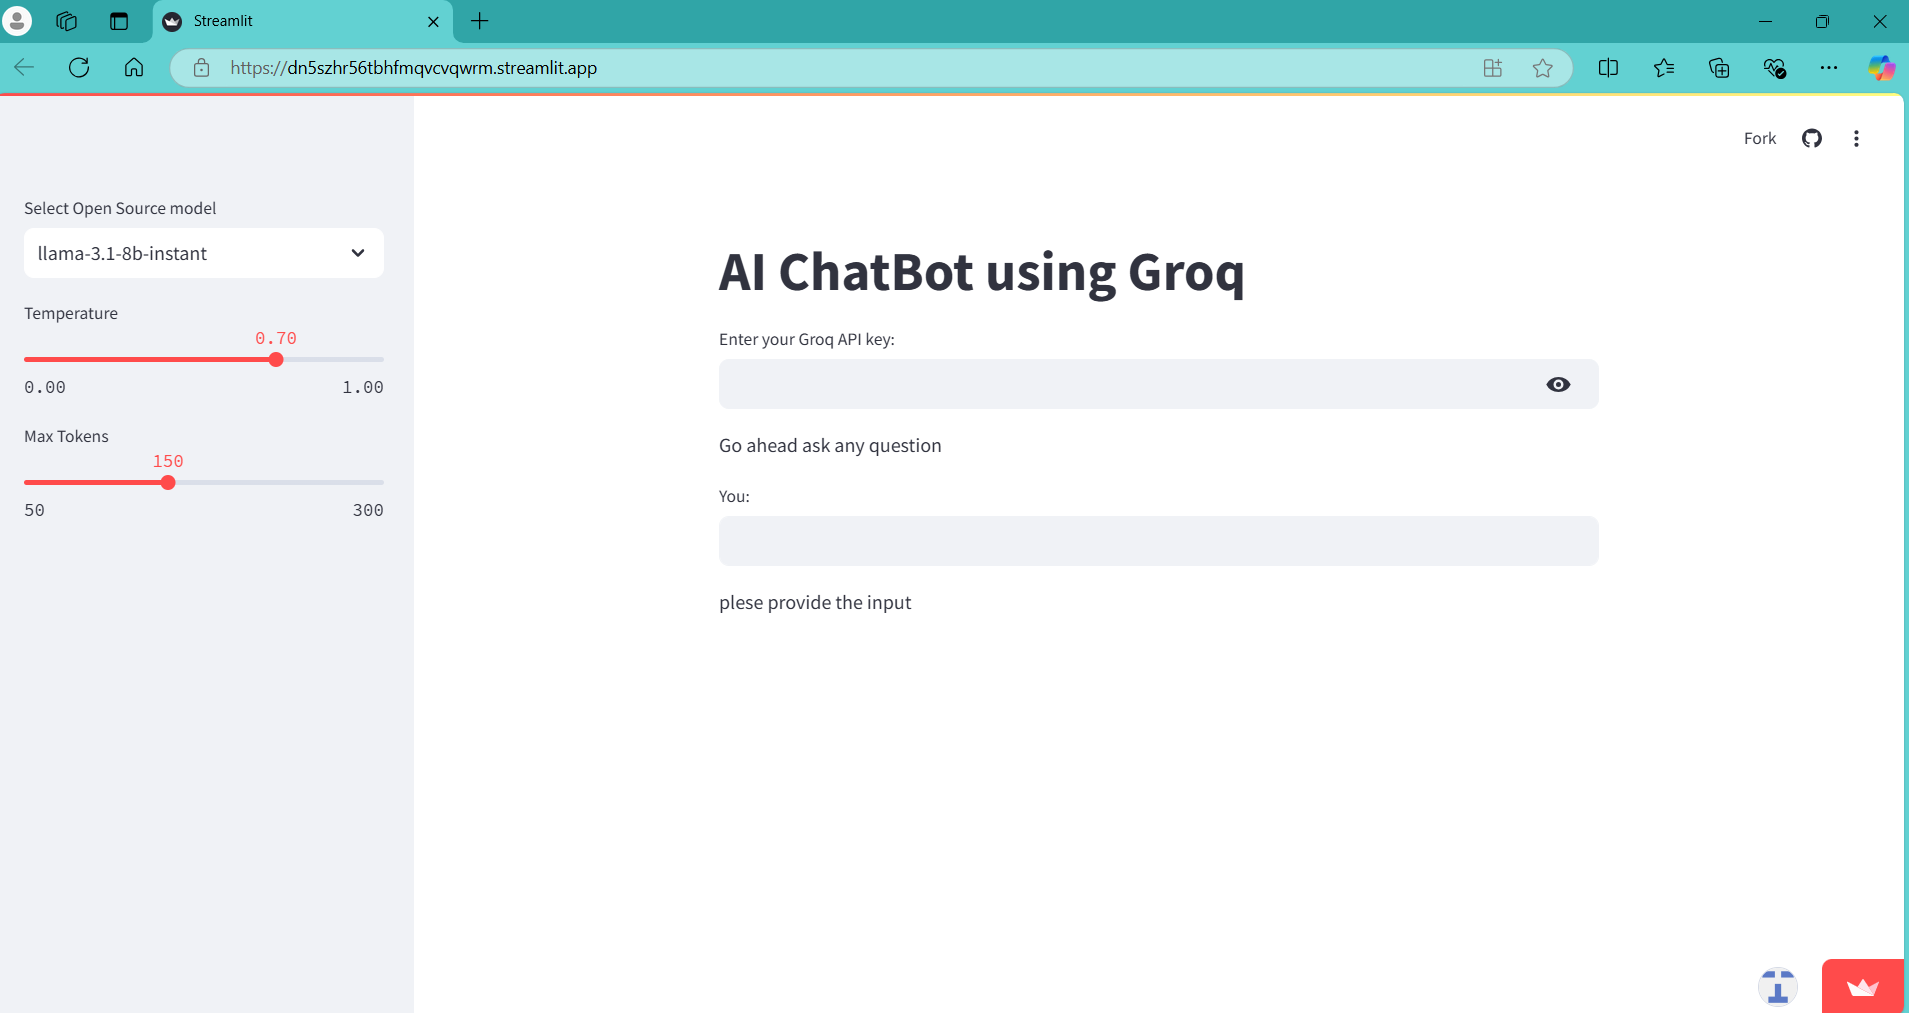 Streamlit
https://dn5szhr56tbhfmqvcvqwrm.streamlit.app
Fork
Select Open Source model
llama-3.1-8b-instant
Temperature
0.70
0.00 1.00
Max Tokens
150
50 300
AI ChatBot using Groq
Enter your Groq API key:
Go ahead ask any question
You:
plese provide the input